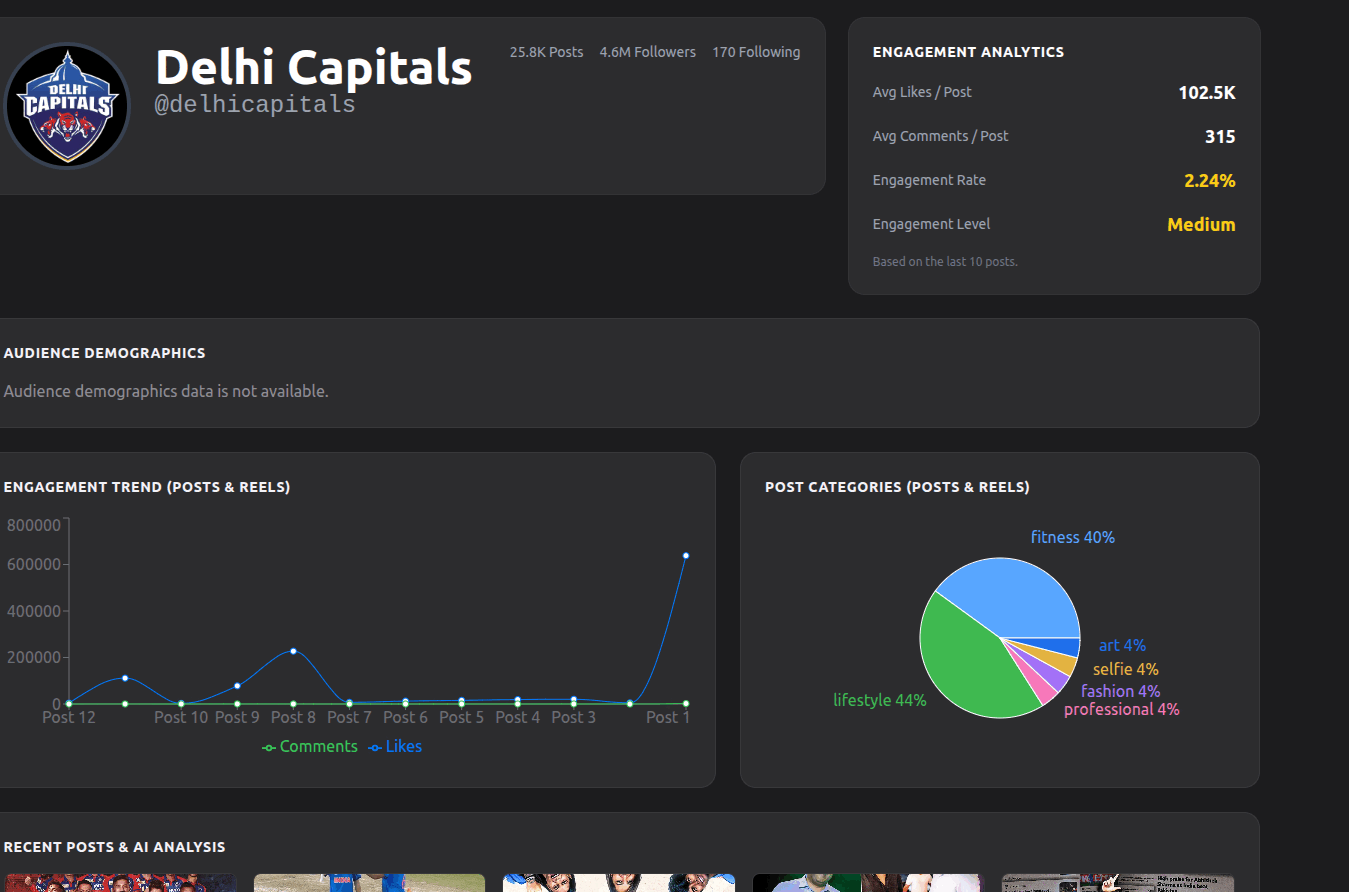 DELHI
CAPITALS
Delhi Capitals
@delhicapitals
25.8K Posts 4.6M Followers 170 Following
ENGAGEMENT ANALYTICS
Avg Likes / Post 102.5K
Avg Comments / Post 315
Engagement Rate 2.24%
Engagement Level Medium
Based on the last 10 posts.
AUDIENCE DEMOGRAPHICS
Audience demographics data is not available.
ENGAGEMENT TREND (POSTS & REELS)
800000
600000
400000
200000
0
Post 12 Post 10 Post 9 Post 8 Post 7 Post 6 Post 5 Post 4 Post 3 Post 1
Comments Likes
POST CATEGORIES (POSTS & REELS)
fitness 40%
art 4%
selfie 4%
fashion 4%
professional 4%
lifestyle 44%
RECENT POSTS & AI ANALYSIS